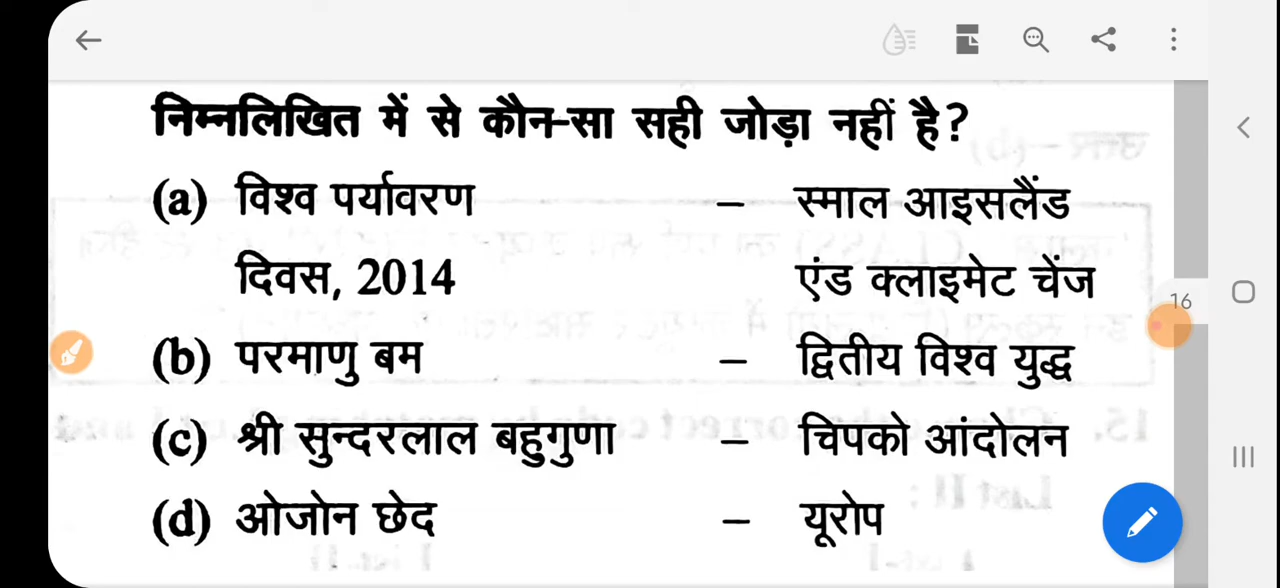 निम्नलिखित में से कौन-सा सही जोड़ा नहीं है?
(a) विश्व पर्यावरण – स्माल आइसलैंड
दिवस, 2014 एंड क्लाइमेट चेंज
16
(b) परमाणु बम – द्वितीय विश्व युद्ध
(c) श्री सुन्दरलाल बहुगुणा – चिपको आंदोलन
(d) ओजोन छेद – यूरोप